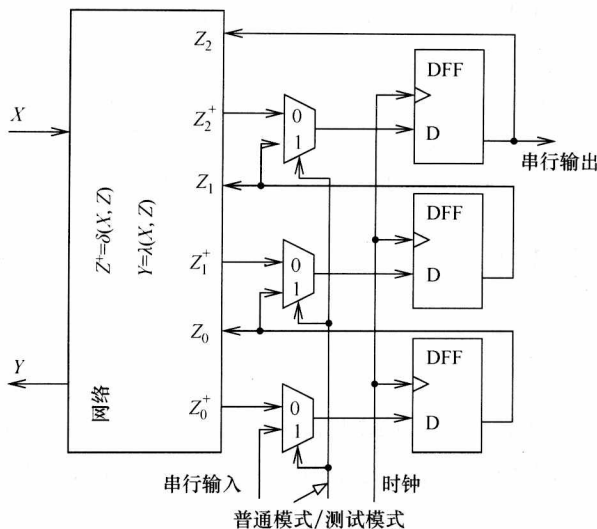 Z₂
DFF
X
Z₂⁺
0
1
D
串行输出
Z₁
DFF
Z⁺=δ(X, Z)
Y=λ(X, Z)
Z₁⁺
0
1
D
Z₀
DFF
Y
网络
Z₀⁺
0
1
D
串行输入
时钟
普通模式/测试模式